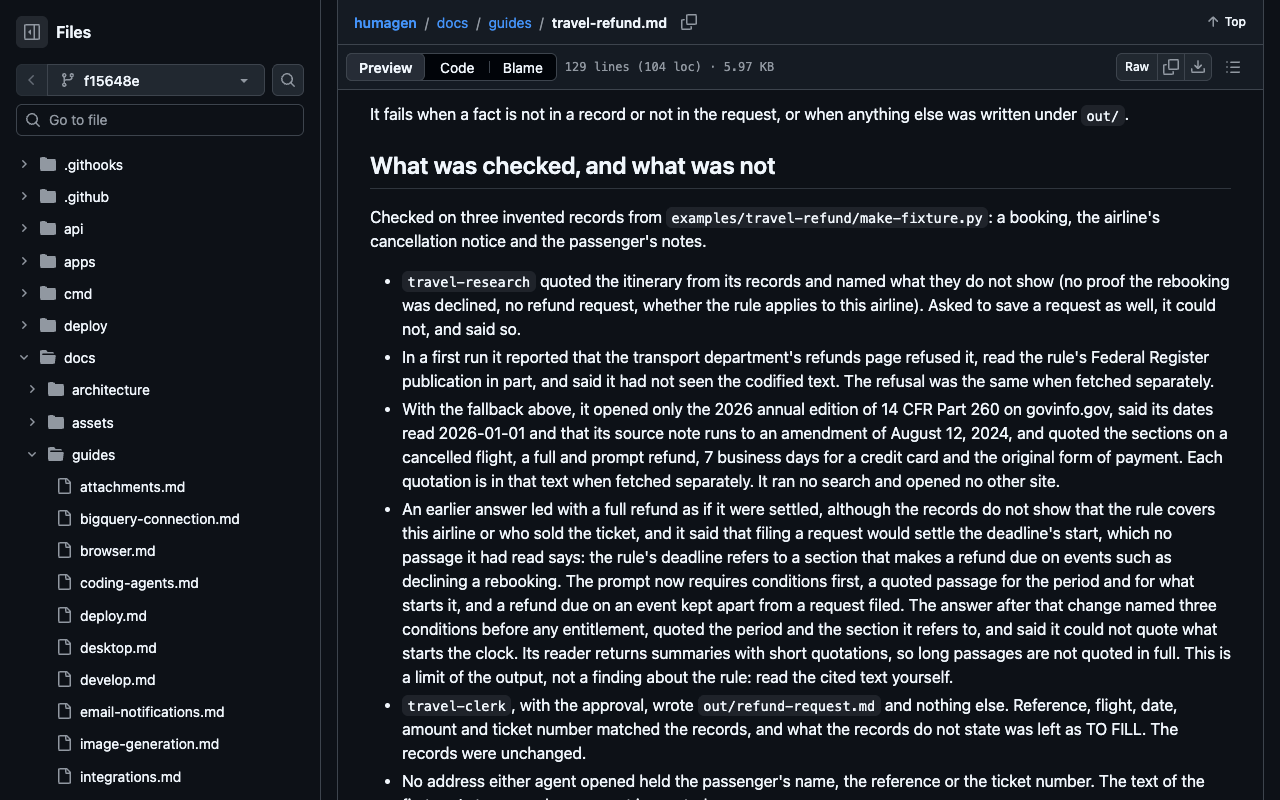 Files
humagen / docs / guides / travel-refund.md
Top
f15648e
Preview Code Blame 129 lines (104 loc) · 5.97 KB
Raw
Go to file
.githooks
.github
api
apps
cmd
deploy
docs
architecture
assets
guides
attachments.md
bigquery-connection.md
browser.md
coding-agents.md
deploy.md
desktop.md
develop.md
email-notifications.md
image-generation.md
integrations.md
It fails when a fact is not in a record or not in the request, or when anything else was written under out/.
What was checked, and what was not
Checked on three invented records from examples/travel-refund/make-fixture.py: a booking, the airline's
cancellation notice and the passenger's notes.
• travel-research quoted the itinerary from its records and named what they do not show (no proof the rebooking
was declined, no refund request, whether the rule applies to this airline). Asked to save a request as well, it could
not, and said so.
• In a first run it reported that the transport department's refunds page refused it, read the rule's Federal Register
publication in part, and said it had not seen the codified text. The refusal was the same when fetched separately.
• With the fallback above, it opened only the 2026 annual edition of 14 CFR Part 260 on govinfo.gov, said its dates
read 2026-01-01 and that its source note runs to an amendment of August 12, 2024, and quoted the sections on a
cancelled flight, a full and prompt refund, 7 business days for a credit card and the original form of payment. Each
quotation is in that text when fetched separately. It ran no search and opened no other site.
• An earlier answer led with a full refund as if it were settled, although the records do not show that the rule covers
this airline or who sold the ticket, and it said that filing a request would settle the deadline's start, which no
passage it had read says: the rule's deadline refers to a section that makes a refund due on events such as
declining a rebooking. The prompt now requires conditions first, a quoted passage for the period and for what
starts it, and a refund due on an event kept apart from a request filed. The answer after that change named three
conditions before any entitlement, quoted the period and the section it refers to, and said it could not quote what
starts the clock. Its reader returns summaries with short quotations, so long passages are not quoted in full. This is
a limit of the output, not a finding about the rule: read the cited text yourself.
• travel-clerk, with the approval, wrote out/refund-request.md and nothing else. Reference, flight, date,
amount and ticket number matched the records, and what the records do not state was left as TO FILL. The
records were unchanged.
• No address either agent opened held the passenger's name, the reference or the ticket number. The text of the